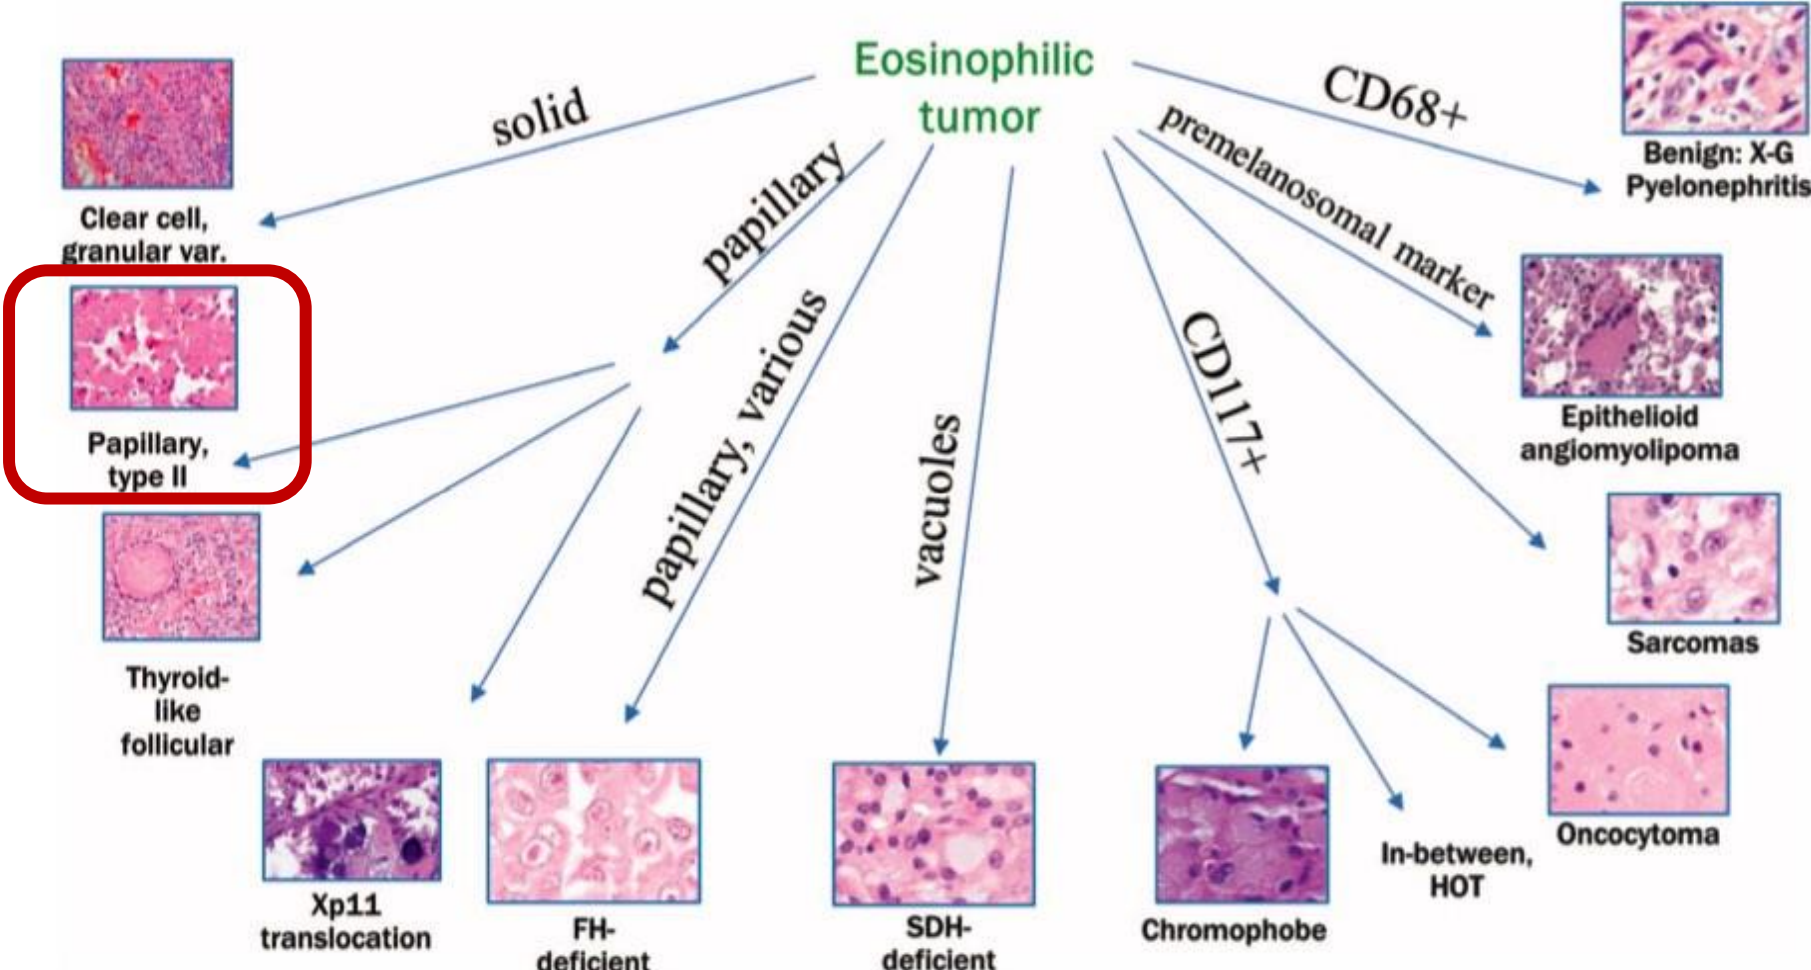 Eosinophilic
tumor
solid
papillary
papillary, various
vacuoles
CD117+
premelanosomal marker
CD68+
Clear cell,
granular var.
Papillary,
type II
Thyroid-
like
follicular
Xp11
translocation
FH-
deficient
SDH-
deficient
Chromophobe
In-between,
HOT
Oncocytoma
Sarcomas
Epithelioid
angiomyolipoma
Benign: X-G
Pyelonephritis